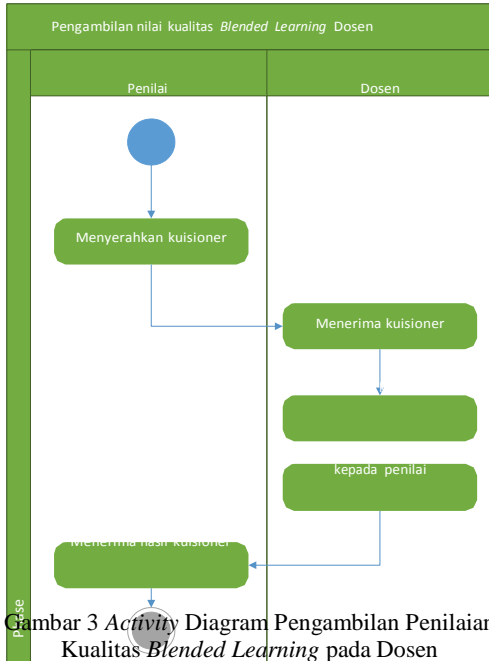 Pengambilan nilai kualitas Blended Learning Dosen
Penilai
Dosen
Menyerahkan kuisioner
Menerima kuisioner
kepada penilai
Menerima hasil kuisioner
Phase
Gambar 3 Activity Diagram Pengambilan Penilaian
Kualitas Blended Learning pada Dosen